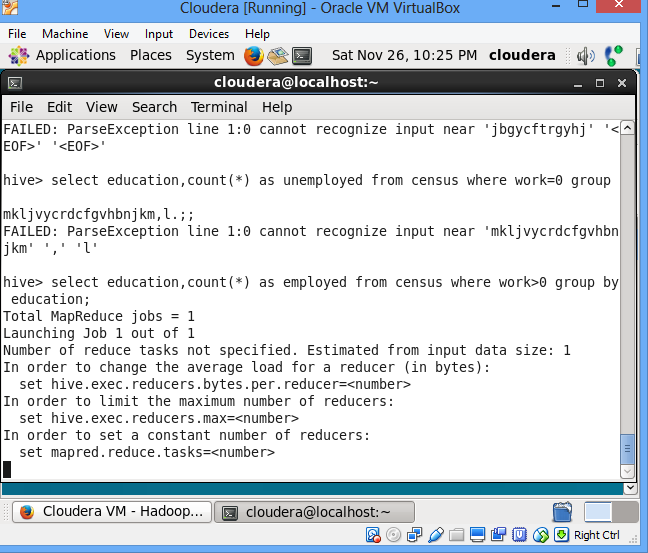 Cloudera [Running] - Oracle VM VirtualBox
File Machine View Input Devices Help
Applications Places System Sat Nov 26, 10:25 PM cloudera
cloudera@localhost:~
File Edit View Search Terminal Help
FAILED: ParseException line 1:0 cannot recognize input near 'jbgycftrgyhj' '<
EOF>' '<EOF>'
hive> select education,count(*) as unemployed from census where work=0 group
mkljvycrdcfgvhbnjkm,l.;;
FAILED: ParseException line 1:0 cannot recognize input near 'mkljvycrdcfgvhbn
jkm' ',' 'l'
hive> select education,count(*) as employed from census where work>0 group by
education;
Total MapReduce jobs = 1
Launching Job 1 out of 1
Number of reduce tasks not specified. Estimated from input data size: 1
In order to change the average load for a reducer (in bytes):
set hive.exec.reducers.bytes.per.reducer=<number>
In order to limit the maximum number of reducers:
set hive.exec.reducers.max=<number>
In order to set a constant number of reducers:
set mapred.reduce.tasks=<number>
Cloudera VM - Hadoop... cloudera@localhost:~
Right Ctrl